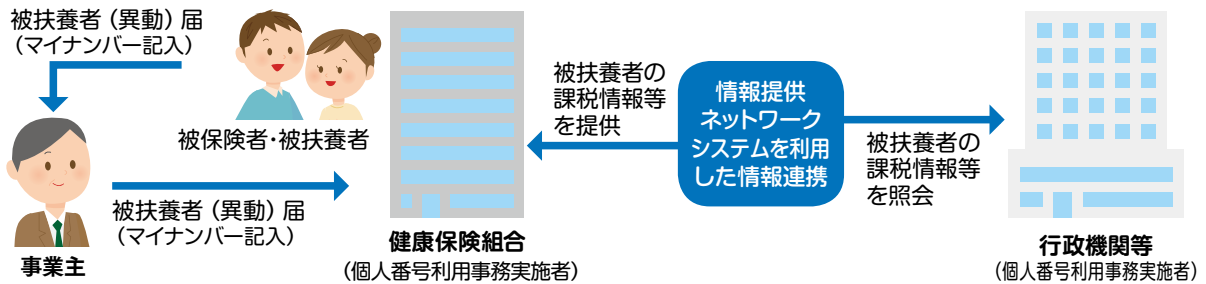 被扶養者（異動）届
（マイナンバー記入）
被保険者・被扶養者
事業主
被扶養者（異動）届
（マイナンバー記入）
健康保険組合
（個人番号利用事務実施者）
被扶養者の
課税情報等
を提供
情報提供
ネットワーク
システムを利用
した情報連携
被扶養者の
課税情報等
を照会
行政機関等
（個人番号利用事務実施者）